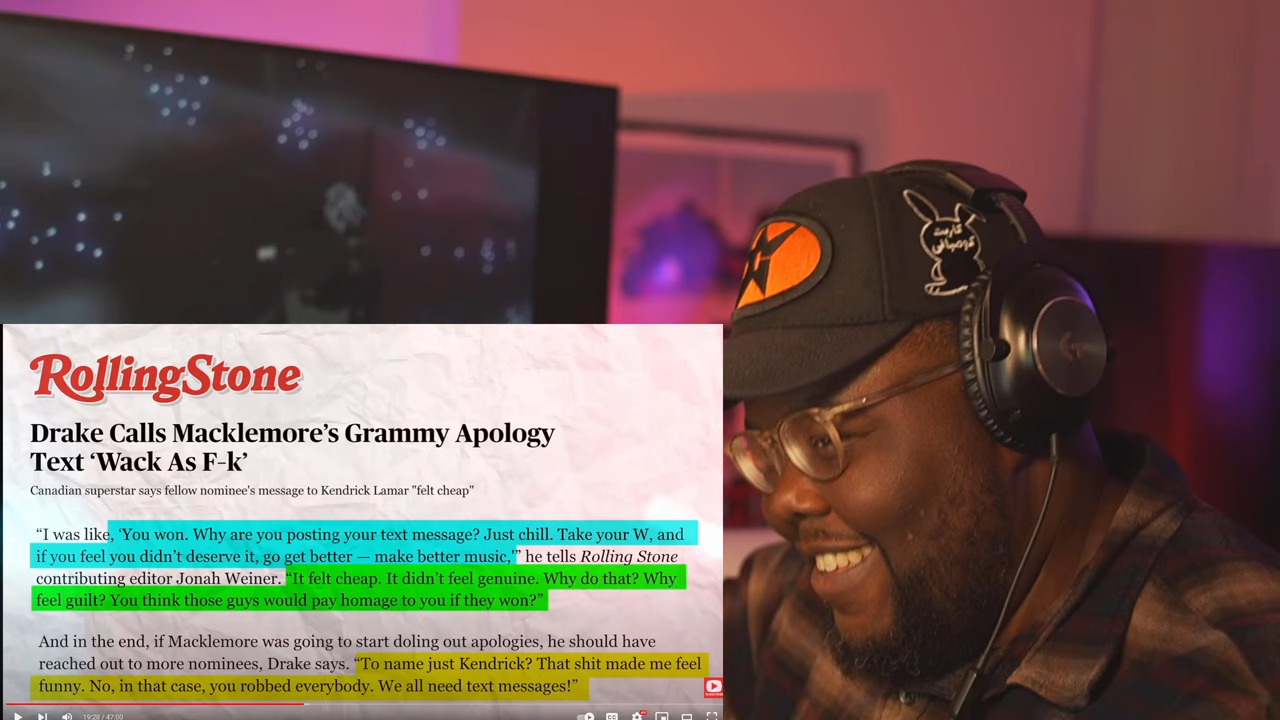 RollingStone
Drake Calls Macklemore’s Grammy Apology
Text ‘Wack As F-k’
Canadian superstar says fellow nominee's message to Kendrick Lamar "felt cheap"
“I was like, ‘You won. Why are you posting your text message? Just chill. Take your W, and
if you feel you didn’t deserve it, go get better — make better music,’” he tells Rolling Stone
contributing editor Jonah Weiner. “It felt cheap. It didn’t feel genuine. Why do that? Why
feel guilt? You think those guys would pay homage to you if they won?”
And in the end, if Macklemore was going to start doling out apologies, he should have
reached out to more nominees, Drake says. “To name just Kendrick? That shit made me feel
funny. No, in that case, you robbed everybody. We all need text messages!”
19:28 / 47:00